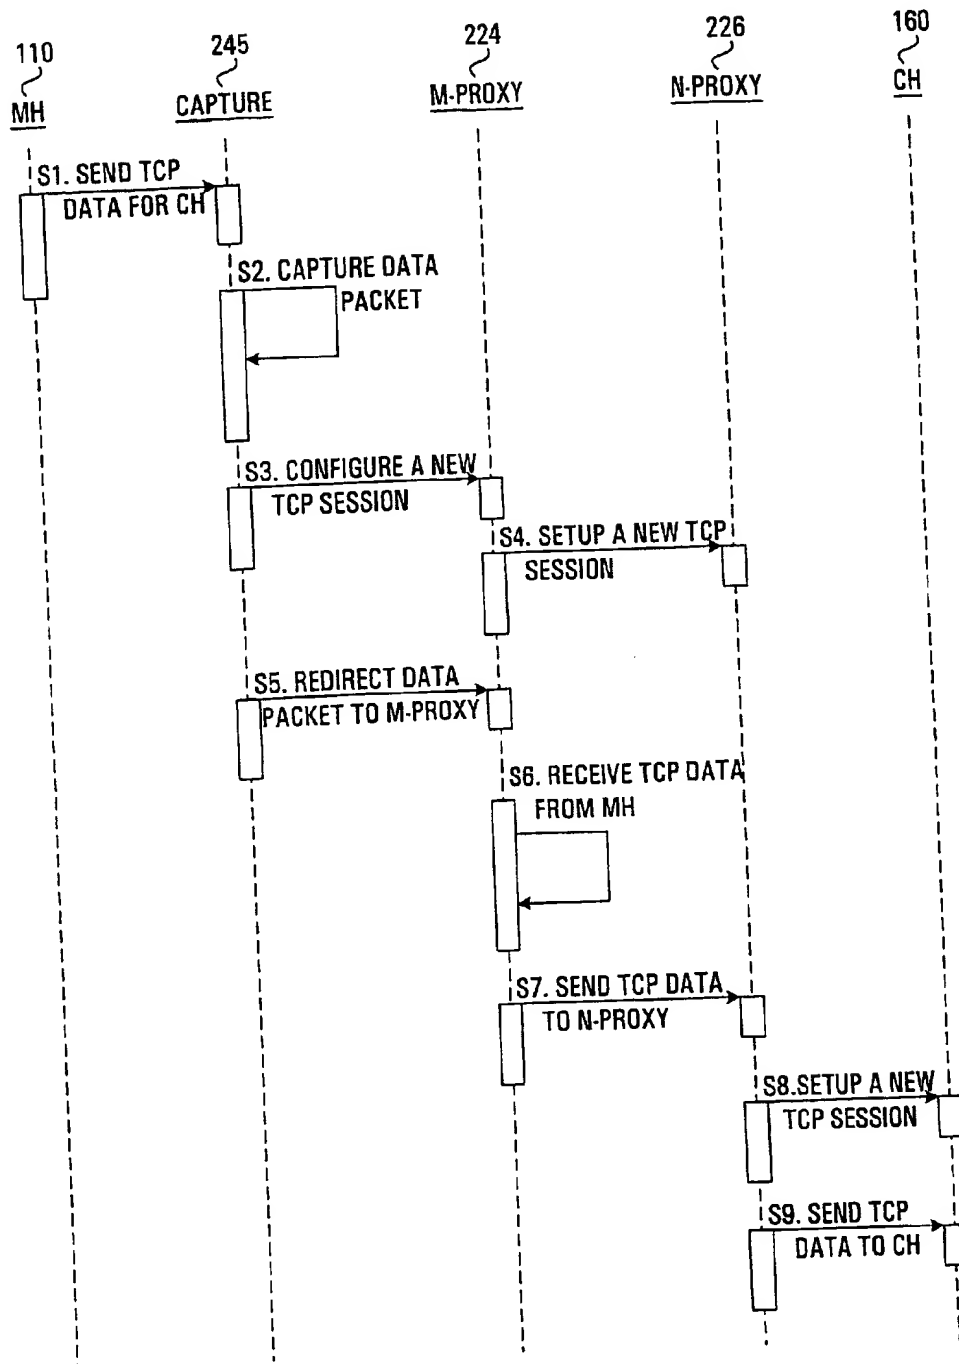 110
245
224
226
160
MH
CAPTURE
M-PROXY
N-PROXY
CH
S1. SEND TCP
DATA FOR CH
S2. CAPTURE DATA
PACKET
S3. CONFIGURE A NEW
TCP SESSION
S4. SETUP A NEW TCP
SESSION
S5. REDIRECT DATA
PACKET TO M-PROXY
S6. RECEIVE TCP DATA
FROM MH
S7. SEND TCP DATA
TO N-PROXY
S8.SETUP A NEW
TCP SESSION
S9. SEND TCP
DATA TO CH